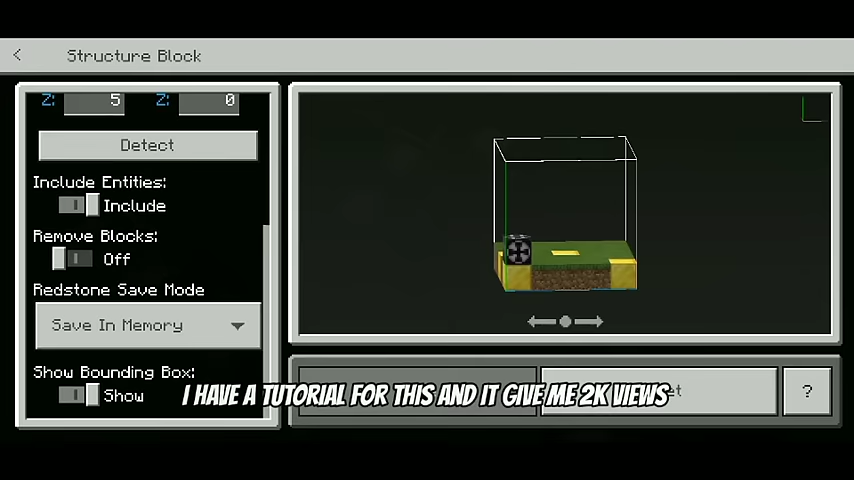 Structure Block
Z: 5 Z: 0
Detect
Include Entities:
Include
Remove Blocks:
Off
Redstone Save Mode
Save In Memory
Show Bounding Box:
Show
I HAVE A TUTORIAL FOR THIS AND IT GIVE ME 2K VIEWS
?